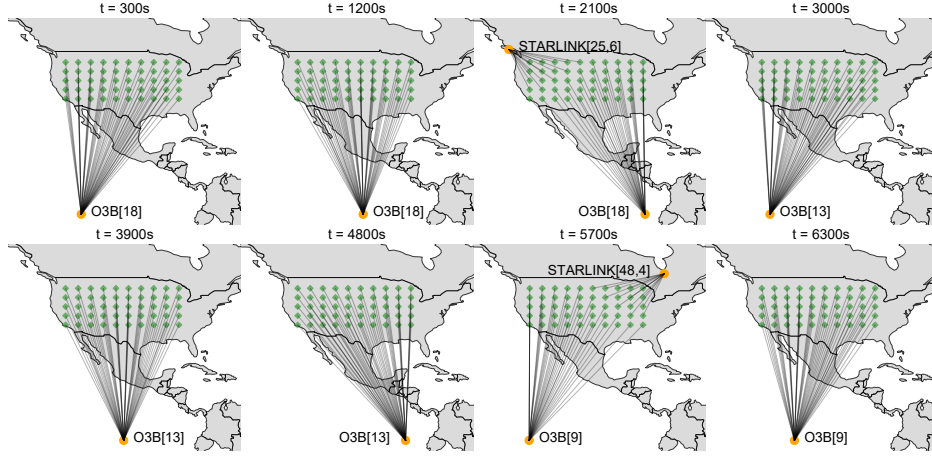 t = 300s
t = 1200s
t = 2100s
t = 3000s
STARLINK[25,6]
O3B[18]
O3B[18]
O3B[18]
O3B[13]
t = 3900s
t = 4800s
t = 5700s
t = 6300s
STARLINK[48,4]
O3B[13]
O3B[13]
O3B[9]
O3B[9]